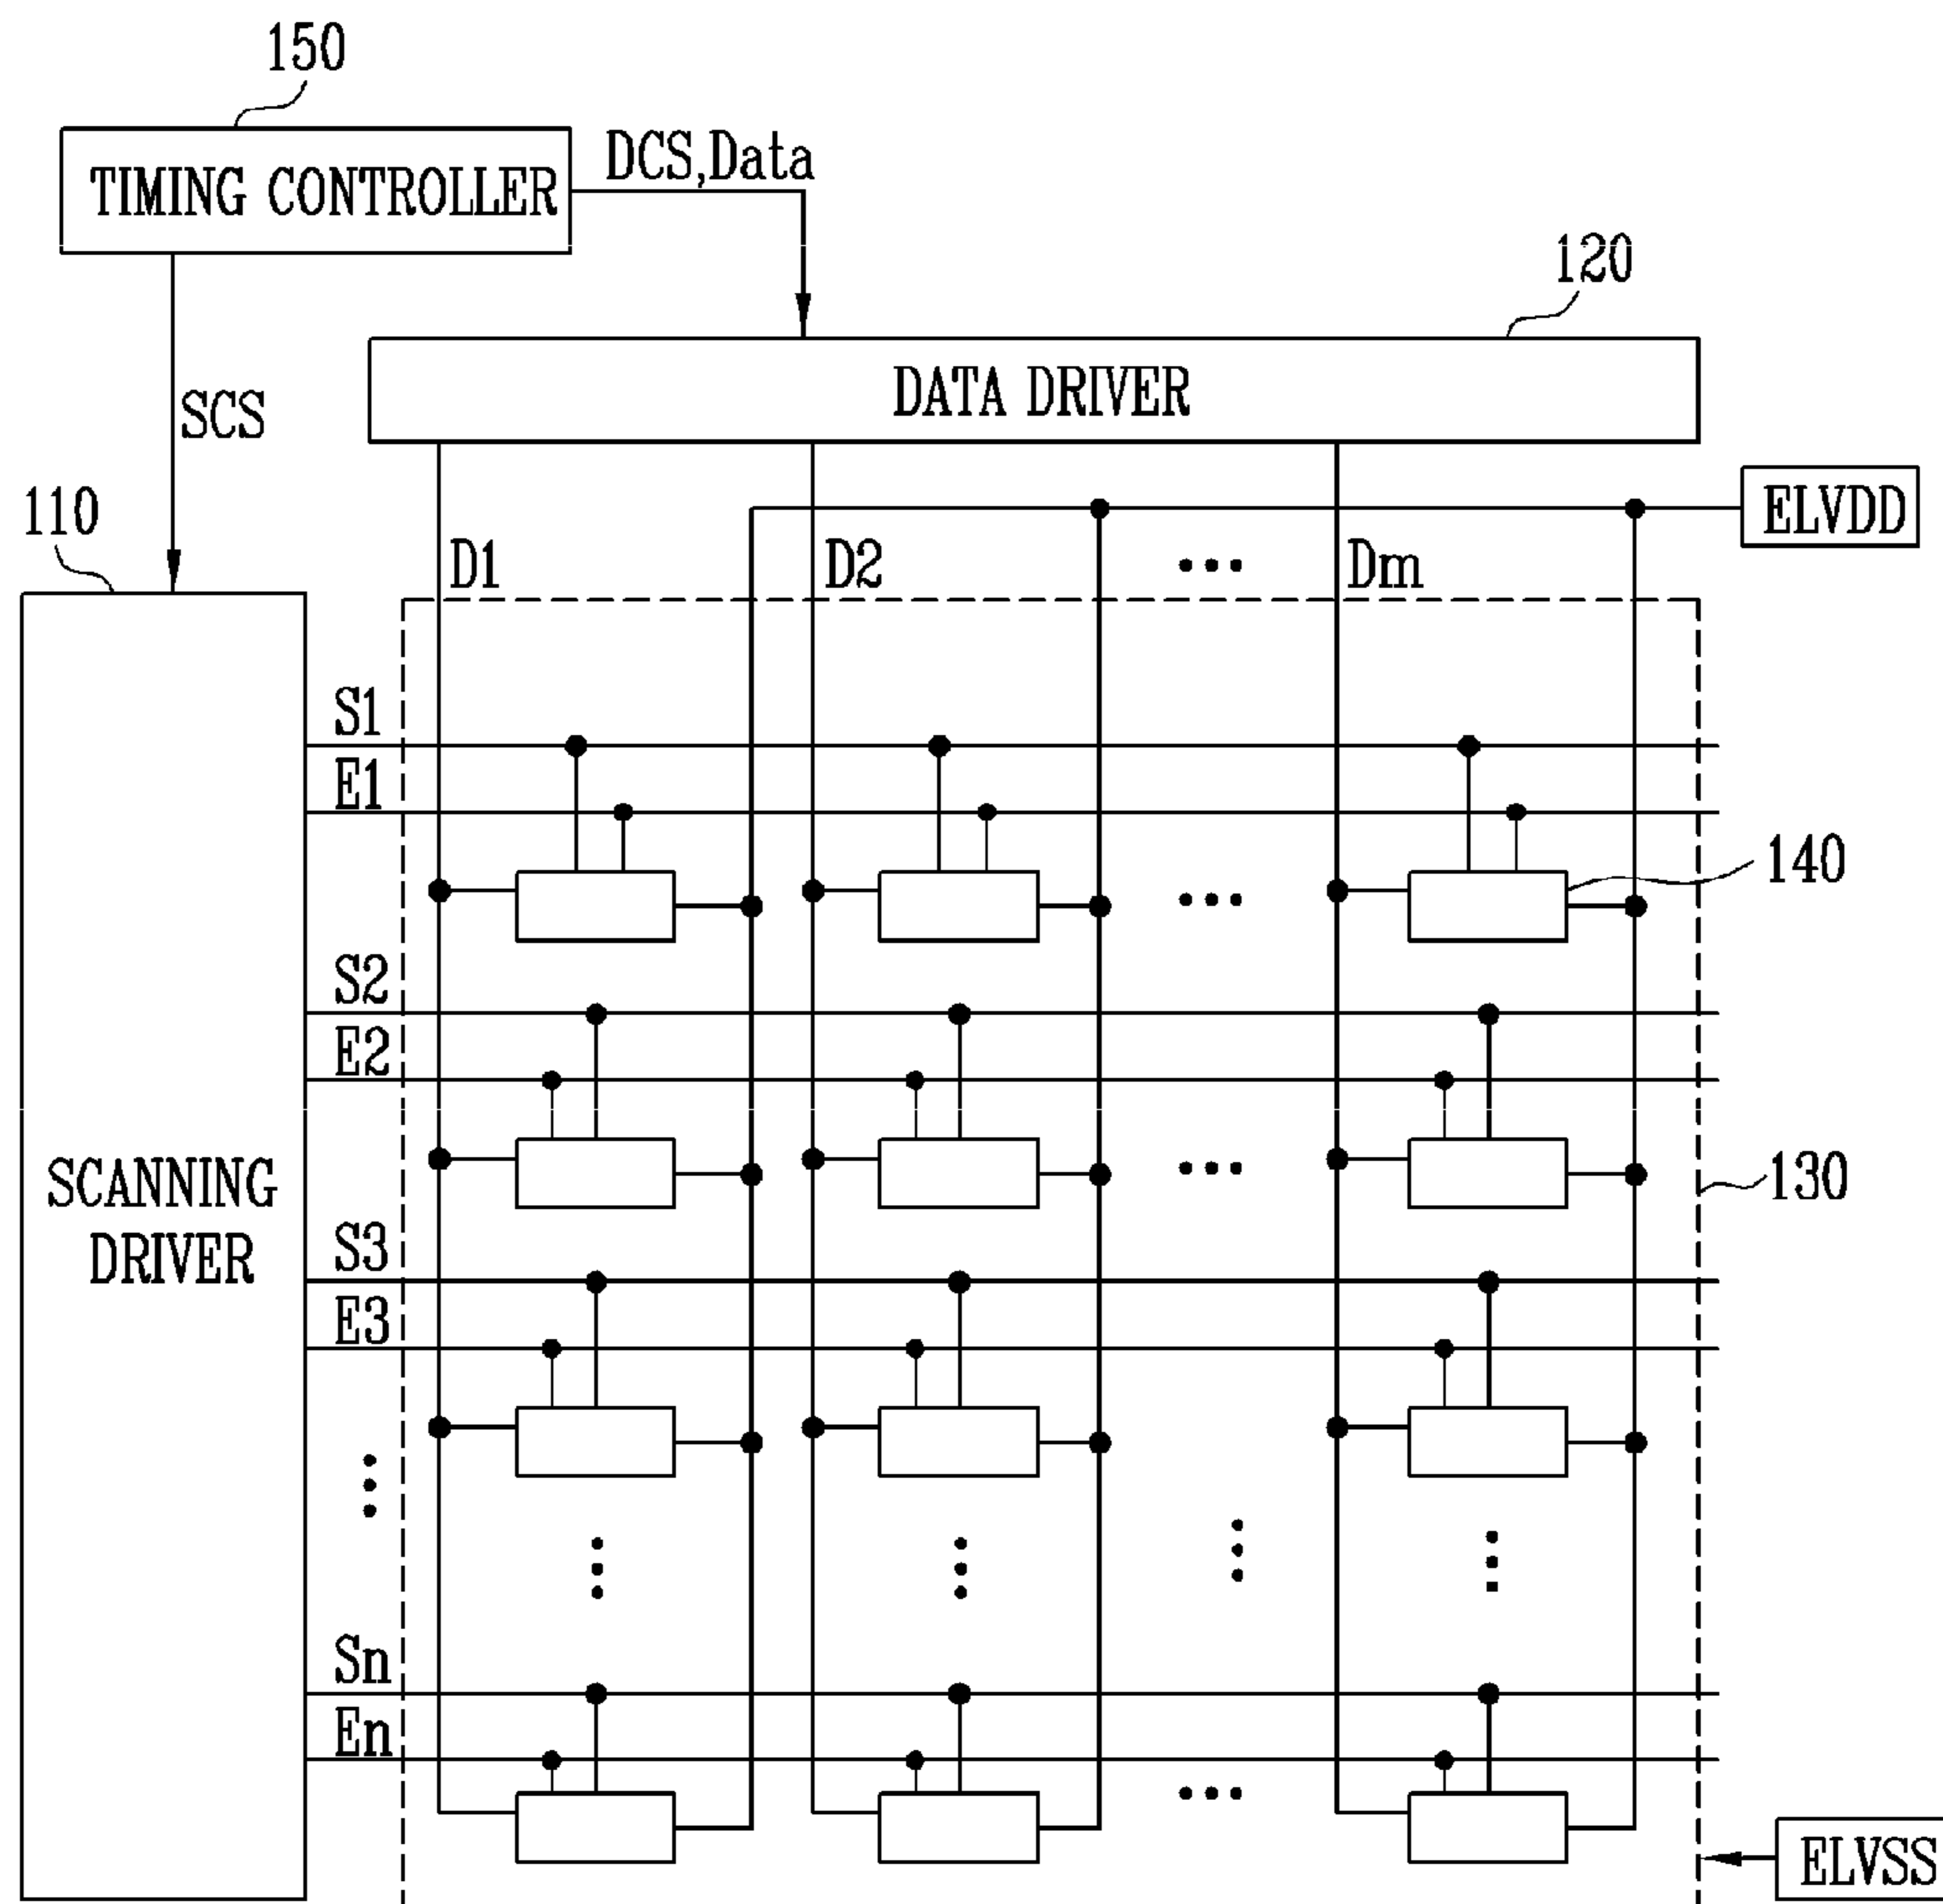 150
TIMING CONTROLLER
DCS,Data
120
DATA DRIVER
SCS
ELVDD
110
D1
D2
Dm
S1
E1
140
S2
E2
SCANNING
DRIVER
130
S3
E3
Sn
En
ELVSS